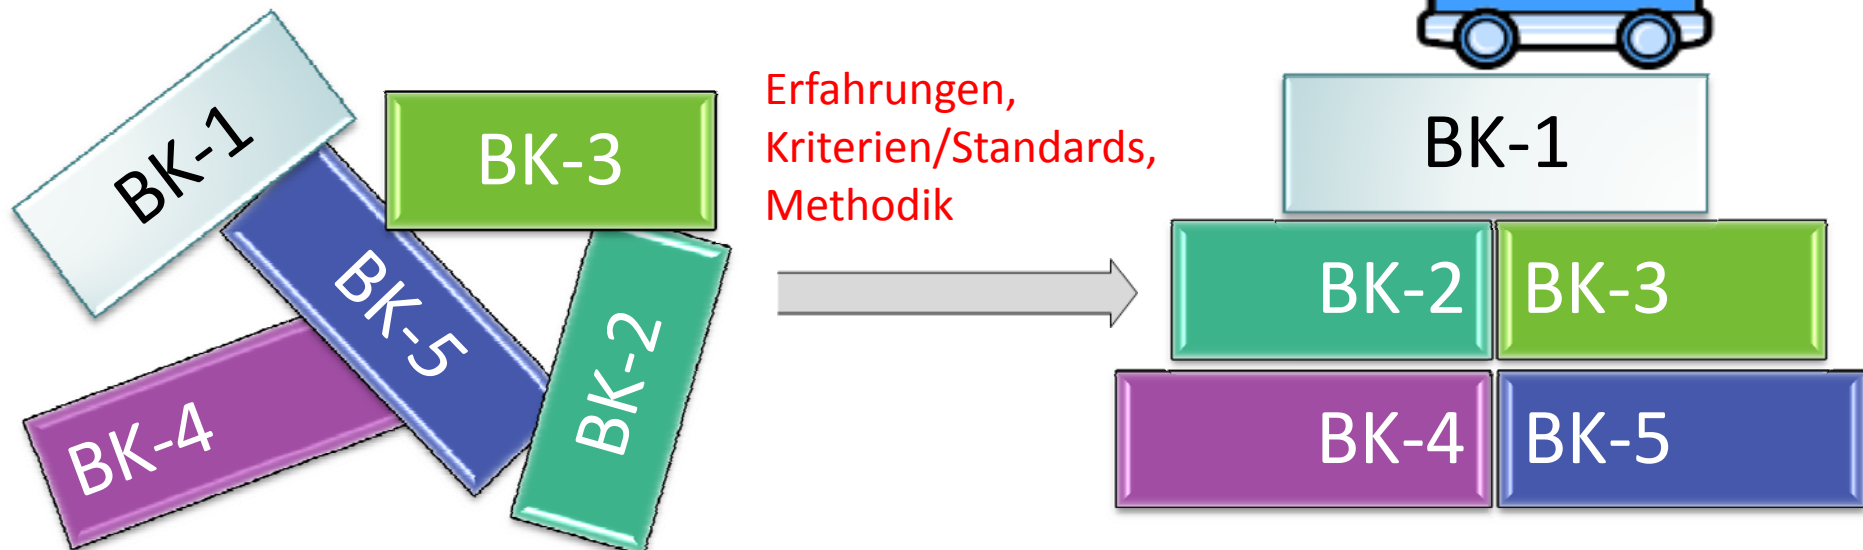 BK-1
BK-3
BK-5
BK-2
BK-4
Erfahrungen,
Kriterien/Standards,
Methodik
BK-1
BK-2
BK-3
BK-4
BK-5